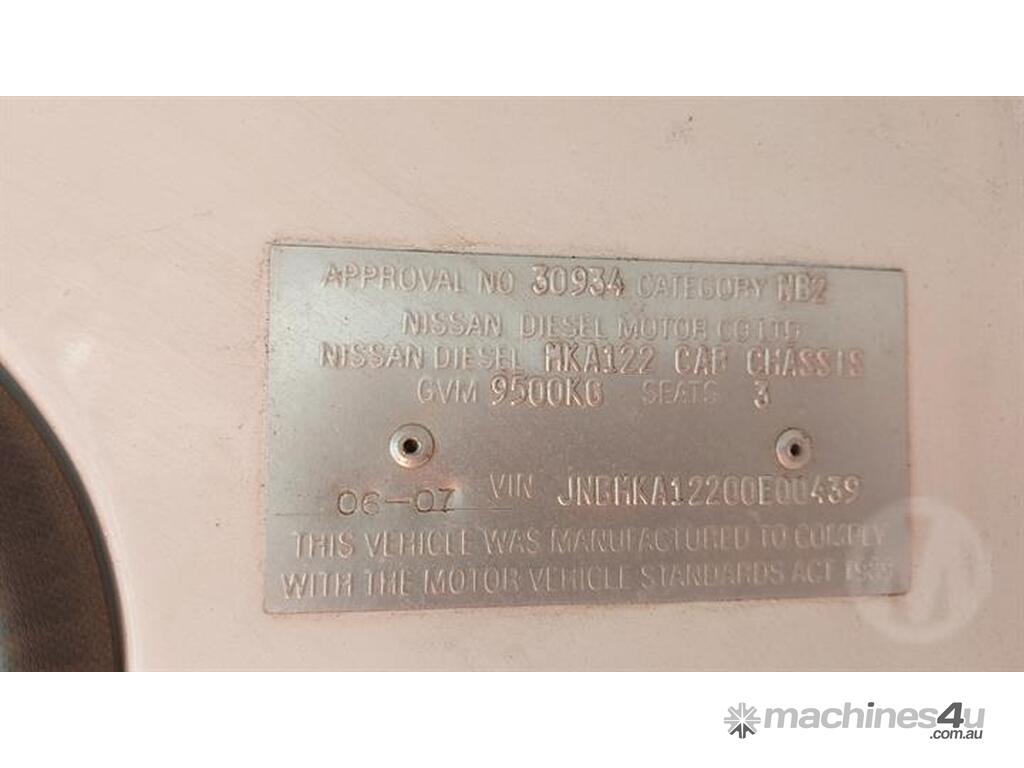 APPROVAL NO 30934 CATEGORY NB2
NISSAN DIESEL MOTOR CO LTD
NISSAN DIESEL MKA122 CAB CHASSIS
GVM 9500KG SEATS 3
06-07 VIN JNBMKA12200E00439
THIS VEHICLE WAS MANUFACTURED TO COMPLY
WITH THE MOTOR VEHICLE STANDARDS ACT 1989
machines4u
.com.au